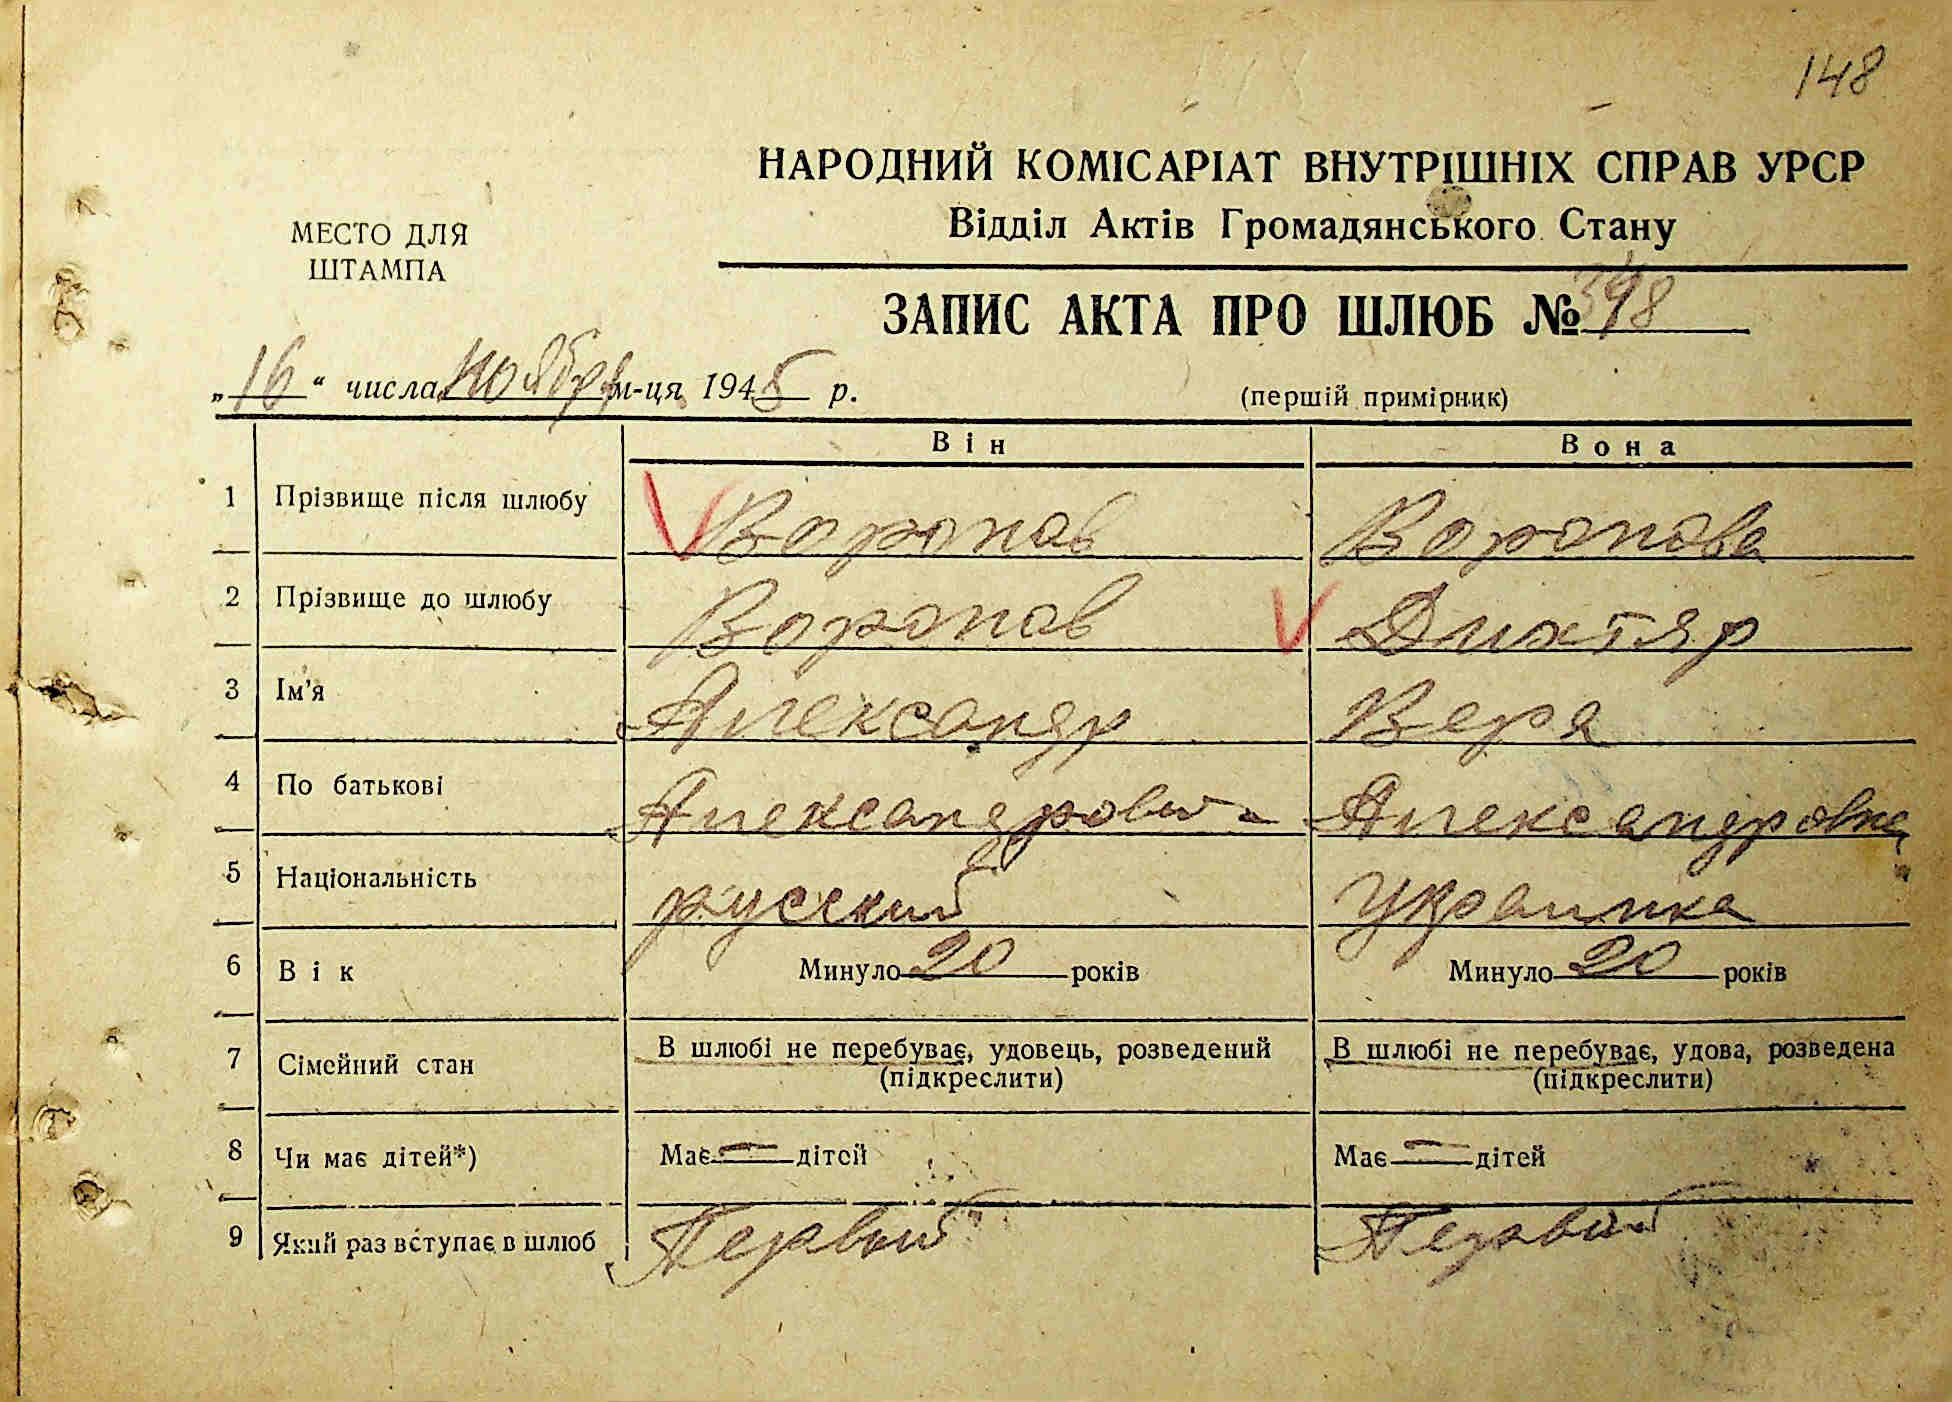 148
НАРОДНИЙ КОМІСАРІАТ ВНУТРІШНІХ СПРАВ УРСР
Відділ Актів Громадянського Стану
МЕСТО ДЛЯ
ШТАМПА
ЗАПИС АКТА ПРО ШЛЮБ № 398
„16“ числа ноября м-ця 1945 р.
(першій примірник)
Він Вона
1 Прізвище після шлюбу Воронов Воронова
2 Прізвище до шлюбу Воронов Дихтяр
3 Ім'я Александр Вера
4 По батькові Александрович Александровна
5 Національність русский Украинка
6 Вік Минуло 20 років Минуло 20 років
7 Сімейний стан В шлюбі не перебуває, удовець, розведений В шлюбі не перебуває, удова, розведена
(підкреслити) (підкреслити)
8 Чи має дітей*) Має — дітей Має — дітей
9 Який раз вступає в шлюб Первый Первый